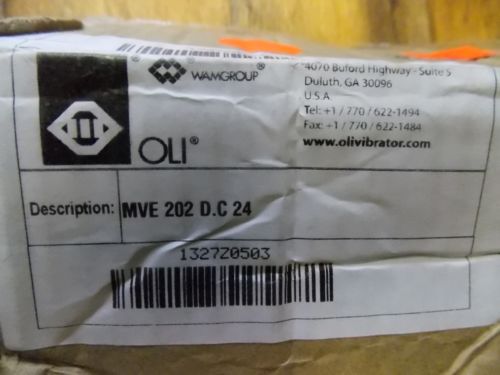 WAMGROUP®
OLI®
4070 Buford Highway - Suite 5
Duluth, GA 30096
U.S.A.
Tel: +1 / 770 / 622-1494
Fax: +1 / 770 / 622-1484
www.olivibrator.com
Description: MVE 202 D.C 24
1327Z0503